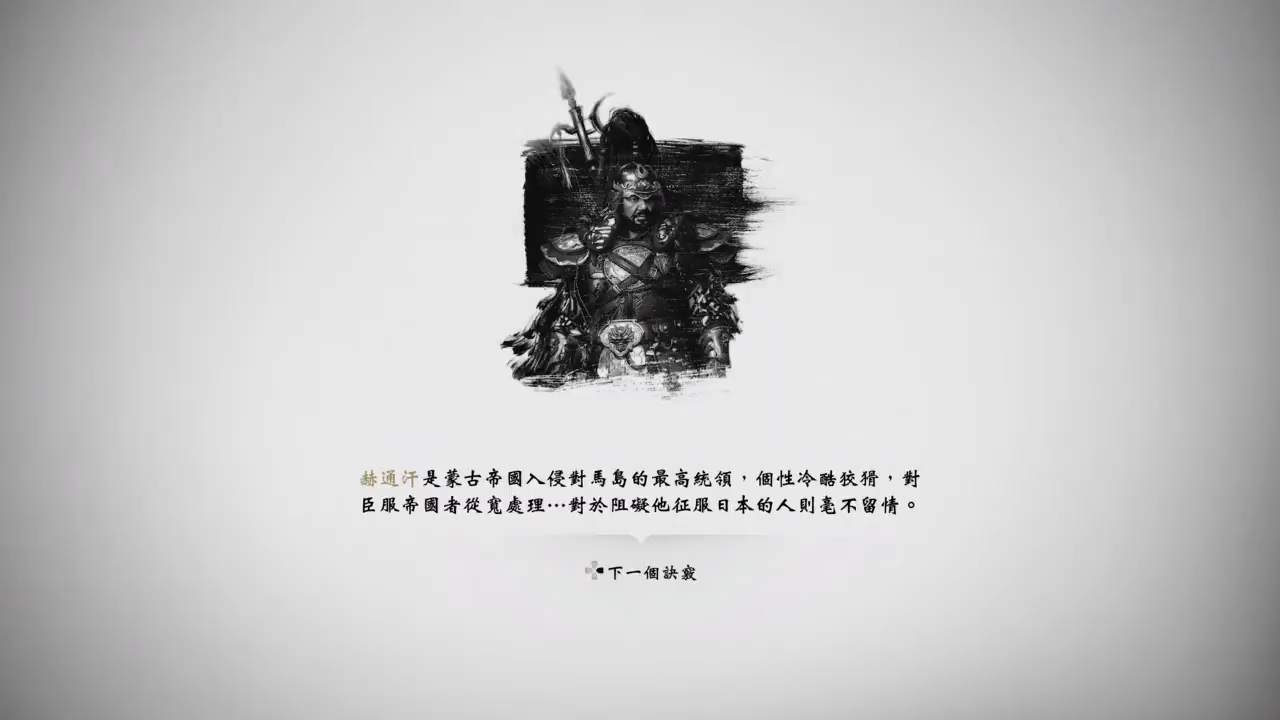 赫通汗是蒙古帝國入侵對馬島的最高統領，個性冷酷狡猾，對
臣服帝國者從寬處理…對於阻礙他征服日本的人則毫不留情。
下一個訣竅